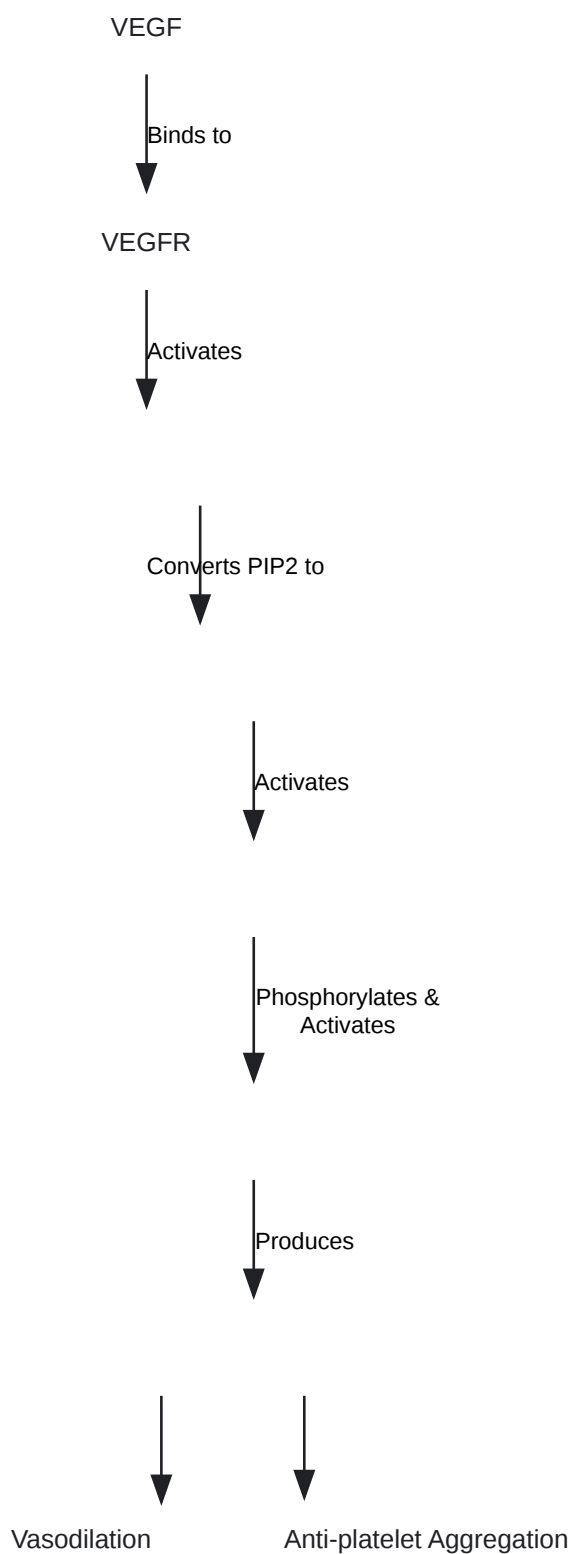 VEGF
Binds to
VEGFR
Activates
Converts PIP2 to
Activates
Phosphorylates &
Activates
Produces
Vasodilation
Anti-platelet Aggregation